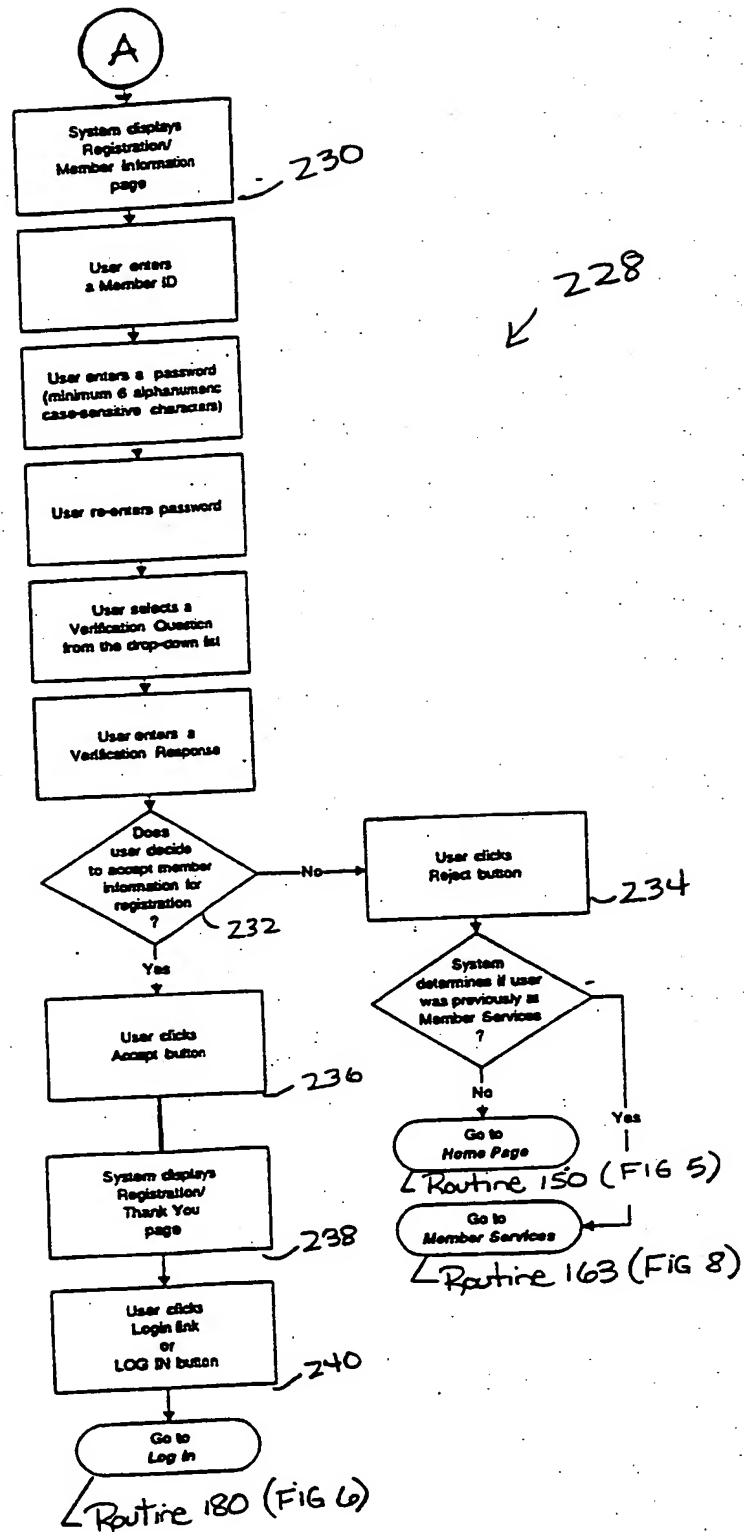 A
System displays
Registration/
Member Information
page
230
User enters
a Member ID
228
User enters a password
(minimum 6 alphanumeric
case-sensitive characters)
User re-enters password
User selects a
Verification Question
from the drop-down list
User enters a
Verification Response
Does
user decide
to accept member
information for
registration
?
232
No
User clicks
Reject button
234
Yes
System
determines if user
was previously at
Member Services
?
User clicks
Accept button
236
No
Yes
Go to
Home Page
Routine 150 (FIG 5)
System displays
Registration/
Thank You
page
238
Go to
Member Services
Routine 163 (FIG 8)
User clicks
Login link
or
LOG IN button
240
Go to
Log In
Routine 180 (FIG 6)